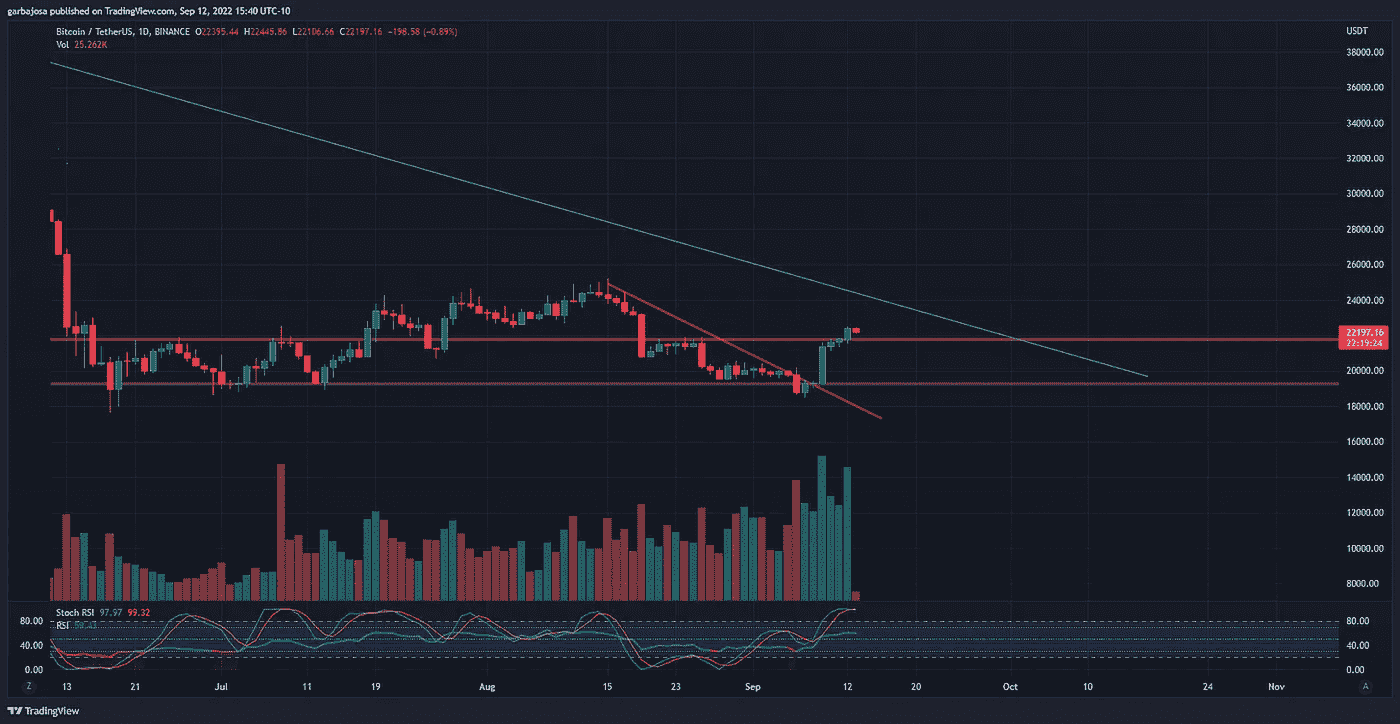 garbajosa published on TradingView.com, Sep 12, 2022 15:40 UTC-10
Bitcoin / TetherUS, 1D, BINANCE O22395.44 H22445.86 L22106.66 C22197.16 −198.58 (−0.89%)
Vol 25.262K
USDT
38000.00
36000.00
34000.00
32000.00
30000.00
28000.00
26000.00
24000.00
22197.16
22:19:24
20000.00
18000.00
16000.00
14000.00
12000.00
10000.00
8000.00
Stoch RSI 97.97 99.32
80.00 RSI 80.00
40.00 40.00
0.00 0.00
Z 13 21 Jul 11 19 Aug 15 23 Sep 12 20 Oct 10 24 Nov A
TradingView